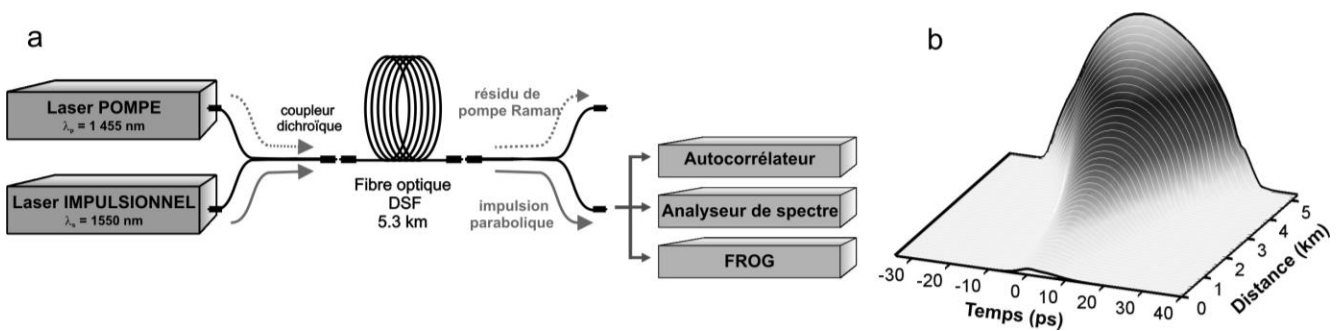 a
Laser POMPE
λp = 1 455 nm
Laser IMPULSIONNEL
λs = 1550 nm
coupleur
dichroïque
Fibre optique
DSF
5.3 km
résidu de
pompe Raman
impulsion
parabolique
Autocorrélateur
Analyseur de spectre
FROG
b
-30 -20 -10 0 10 20 30 40
Temps (ps)
0 1 2 3 4 5
Distance (km)